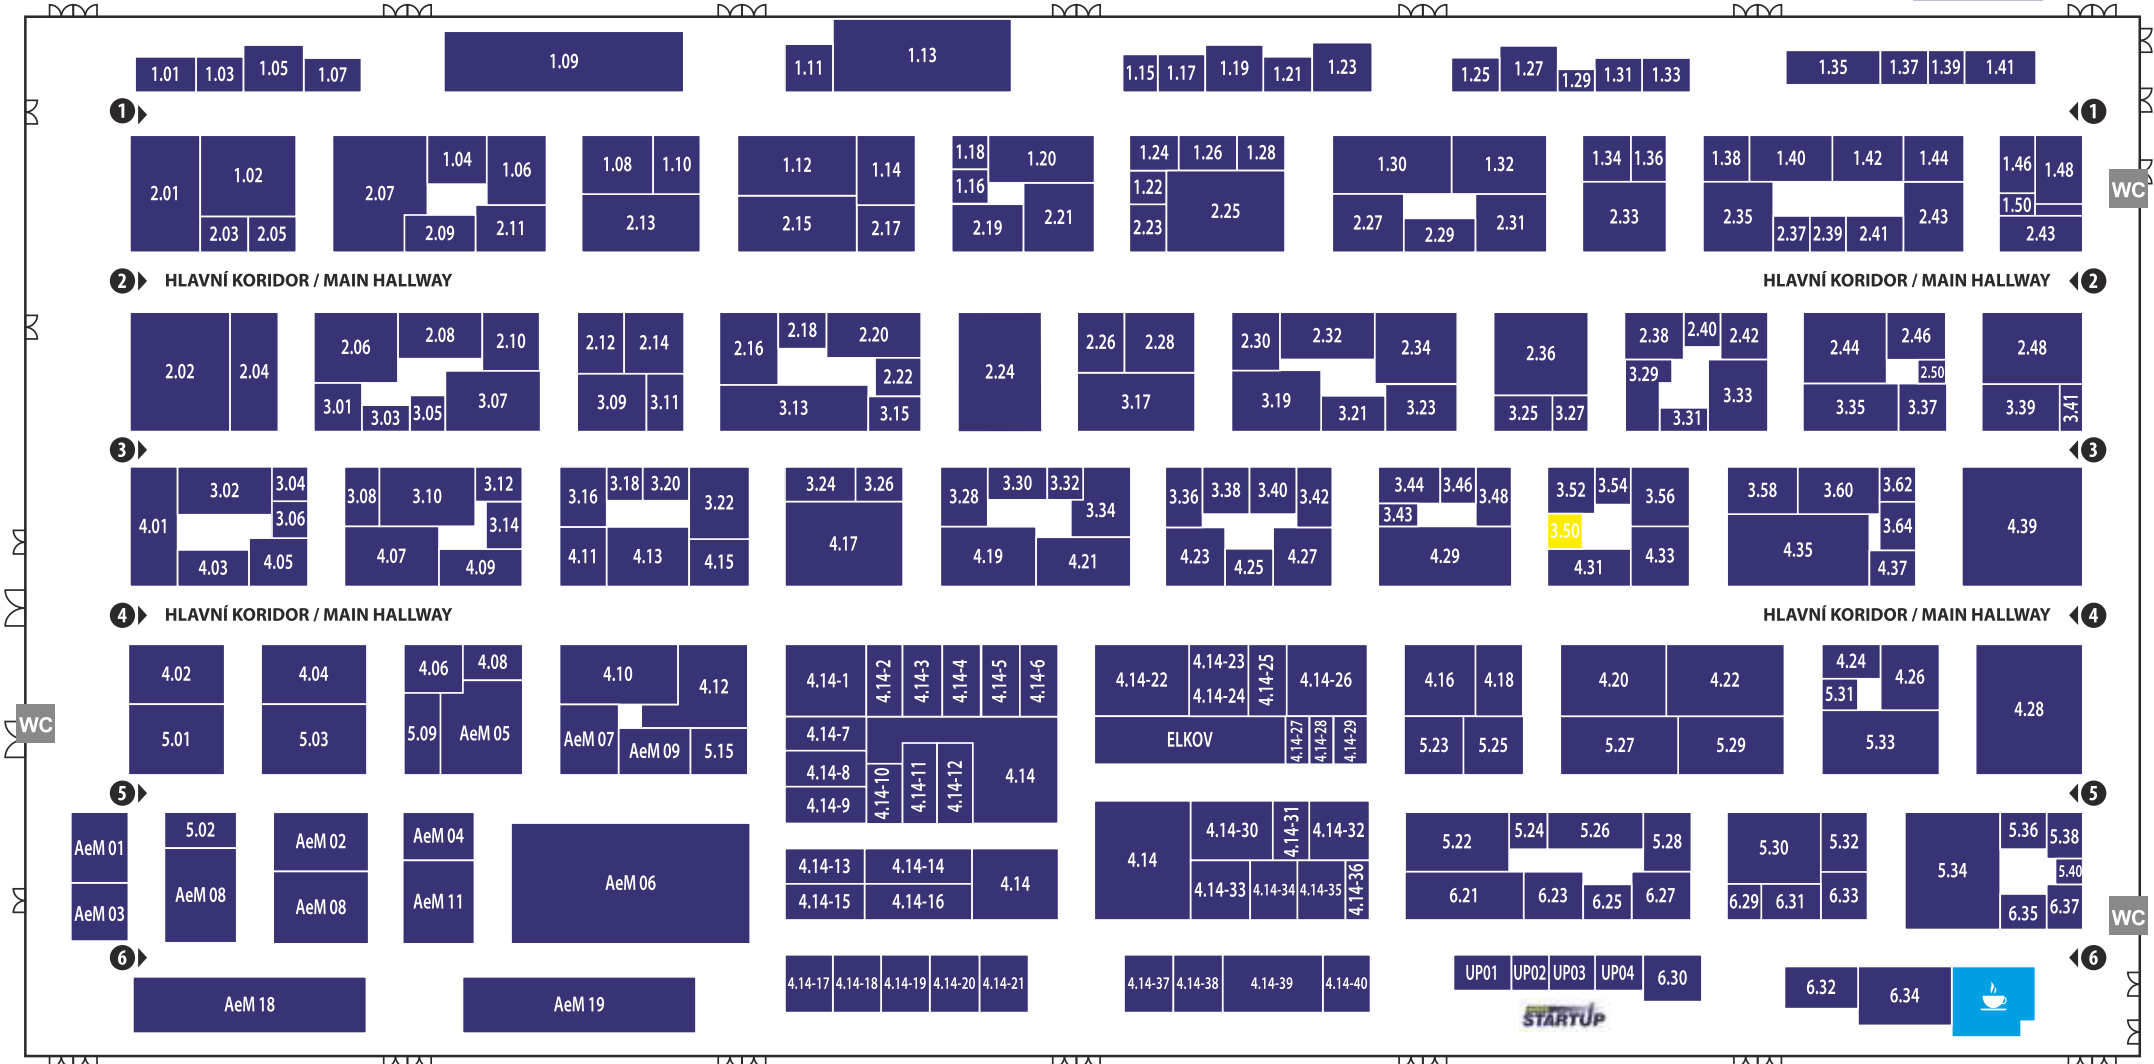 1.01 1.03 1.05 1.07 1.09 1.11 1.13 1.15 1.17 1.19 1.21 1.23 1.25 1.27 1.29 1.31 1.33 1.35 1.37 1.39 1.41
1 1
2.01 1.02 2.07 1.04 1.06 1.08 1.10 1.12 1.14 1.18 1.20 1.24 1.26 1.28 1.30 1.32 1.34 1.36 1.38 1.40 1.42 1.44 1.46 1.48
1.16 1.22 1.50
WC
2.03 2.05 2.09 2.11 2.13 2.15 2.17 2.19 2.21 2.23 2.25 2.27 2.29 2.31 2.33 2.35 2.37 2.39 2.41 2.43 2.43
2 HLAVNÍ KORIDOR / MAIN HALLWAY HLAVNÍ KORIDOR / MAIN HALLWAY 2
2.02 2.04 2.06 2.08 2.10 2.12 2.14 2.16 2.18 2.20 2.24 2.26 2.28 2.30 2.32 2.34 2.36 2.38 2.40 2.42 2.44 2.46 2.48
2.22 3.29 2.50
3.01 3.03 3.05 3.07 3.09 3.11 3.13 3.15 3.17 3.19 3.21 3.23 3.25 3.27 3.31 3.33 3.35 3.37 3.39 3.41
3 3
4.01 3.02 3.04 3.08 3.10 3.12 3.16 3.18 3.20 3.22 3.24 3.26 3.28 3.30 3.32 3.34 3.36 3.38 3.40 3.42 3.44 3.46 3.48 3.52 3.54 3.56 3.58 3.60 3.62 4.39
3.06 3.14 3.43 3.50 3.64
4.03 4.05 4.07 4.09 4.11 4.13 4.15 4.17 4.19 4.21 4.23 4.25 4.27 4.29 4.31 4.33 4.35 4.37
4 HLAVNÍ KORIDOR / MAIN HALLWAY HLAVNÍ KORIDOR / MAIN HALLWAY 4
4.02 4.04 4.06 4.08 4.10 4.12 4.14-1 4.14-2 4.14-3 4.14-4 4.14-5 4.14-6 4.14-22 4.14-23 4.14-24 4.14-25 4.14-26 4.16 4.18 4.20 4.22 4.24 4.26 4.28
5.31
WC
5.01 5.03 5.09 AeM 05 AeM 07 AeM 09 5.15 4.14-7 ELKOV 4.14-27 4.14-28 4.14-29 5.23 5.25 5.27 5.29 5.33
4.14-8 4.14-10 4.14-11 4.14-12 4.14
4.14-9
5 5
AeM 01 5.02 AeM 02 AeM 04 4.14 4.14-30 4.14-31 4.14-32 5.22 5.24 5.26 5.28 5.30 5.32 5.34 5.36 5.38
5.40
AeM 03 AeM 08 AeM 08 AeM 11 AeM 06 4.14-13 4.14-14 4.14 4.14-33 4.14-34 4.14-35 4.14-36 6.21 6.23 6.25 6.27 6.29 6.31 6.33 6.35 6.37
4.14-15 4.14-16
WC
6 6
AeM 18 AeM 19 4.14-17 4.14-18 4.14-19 4.14-20 4.14-21 4.14-37 4.14-38 4.14-39 4.14-40 UP01 UP02 UP03 UP04 6.30 6.32 6.34
STARTUP